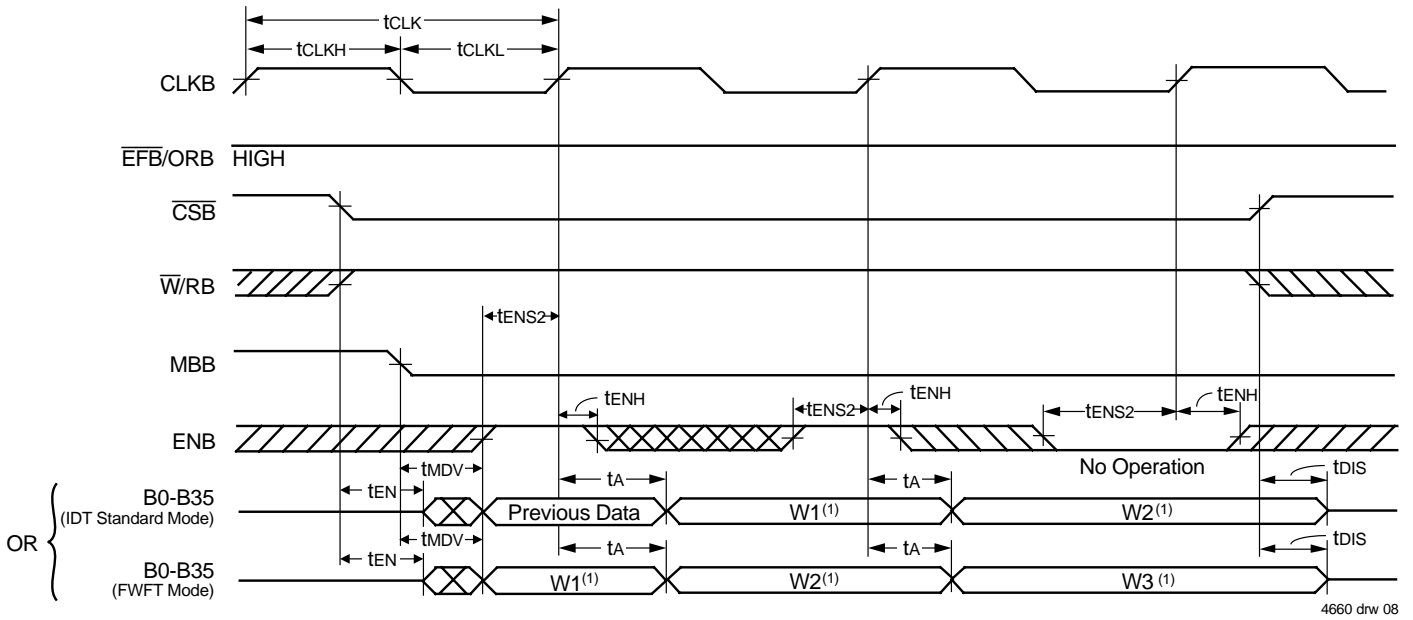 tCLK
tCLKH tCLKL
CLKB
EFB/ORB HIGH
CSB
W/RB
tENS2
MBB
tENH tENS2 tENH tENS2 tENH
ENB
No Operation
tMDV tA tA tDIS
tEN
B0-B35
(IDT Standard Mode)
Previous Data W1(1) W2(1)
OR
tMDV tA tA tDIS
tEN
B0-B35
(FWFT Mode)
W1(1) W2(1) W3(1)
4660 drw 08